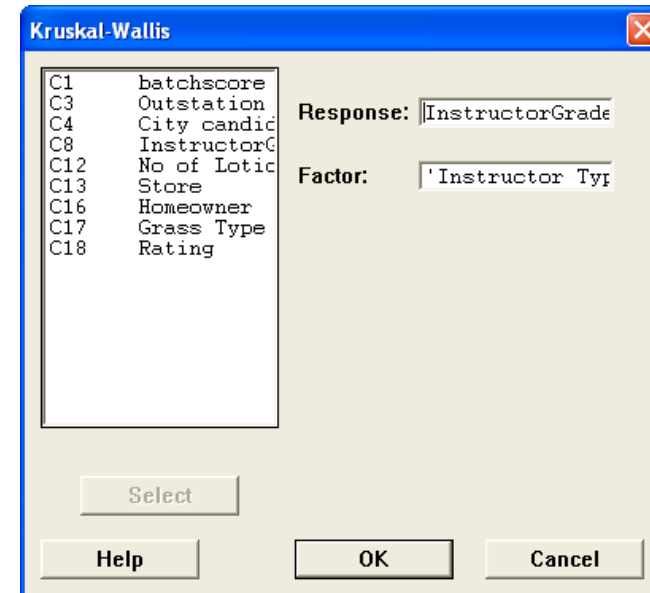 Kruskal-Wallis
C1 batchscore
C3 Outstation
C4 City candid
C8 InstructorG
C12 No of Lotic
C13 Store
C16 Homeowner
C17 Grass Type
C18 Rating
Response: InstructorGrade
Factor: 'Instructor Typ
Select
Help OK Cancel